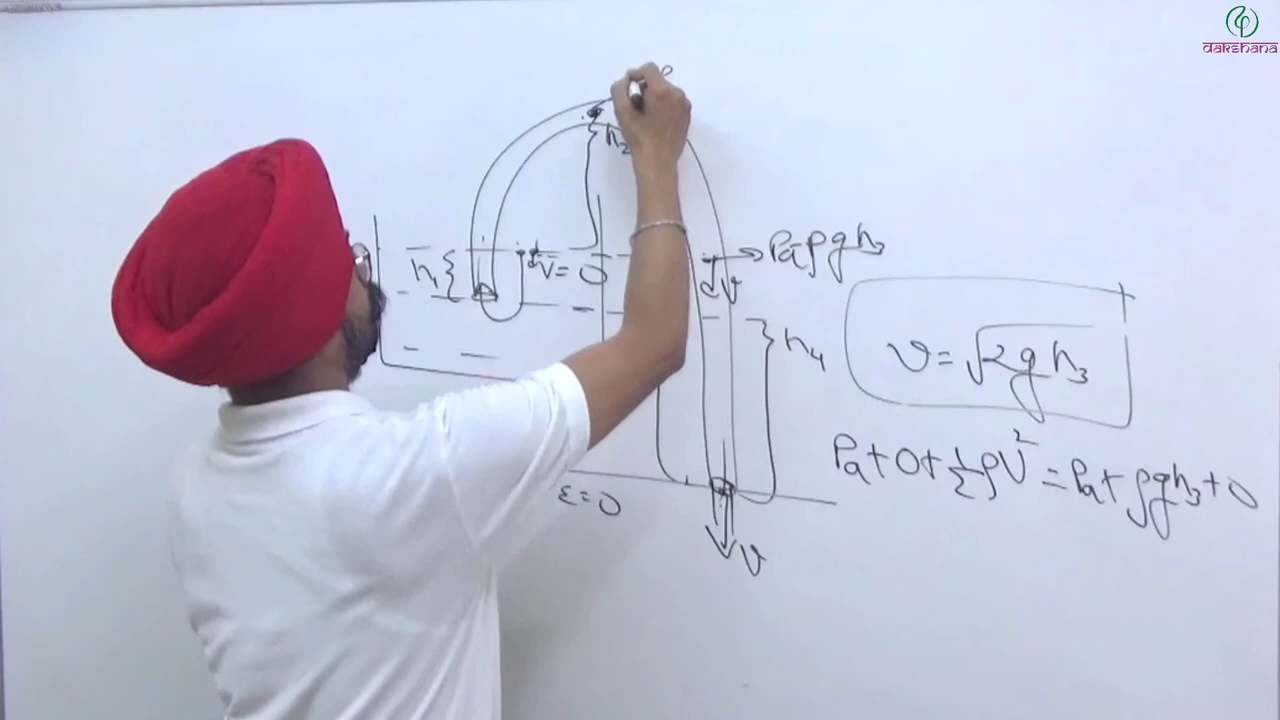 dakshana
h₂
Pa-ρgh₃
h₁
V=0
V
h₄
v=√2gh₃
Pa+0+½ρV²=Pa+ρgh₃+0
ε=0
V